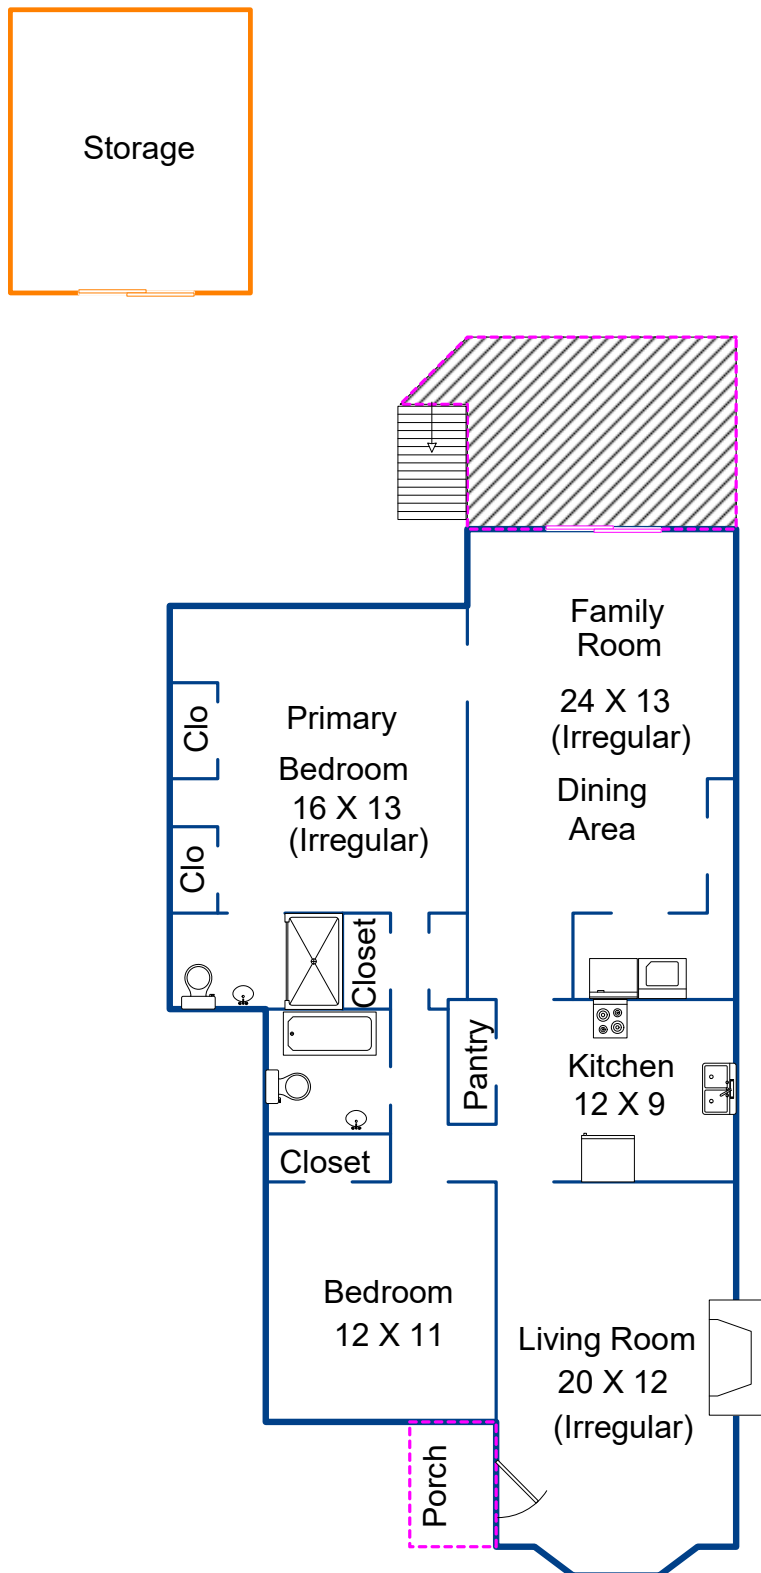 Storage
Family
Room
24 X 13
(Irregular)
Dining
Area
Primary
Bedroom
16 X 13
(Irregular)
Clo
Clo
Closet
Pantry
Kitchen
12 X 9
Closet
Bedroom
12 X 11
Living Room
20 X 12
(Irregular)
Porch